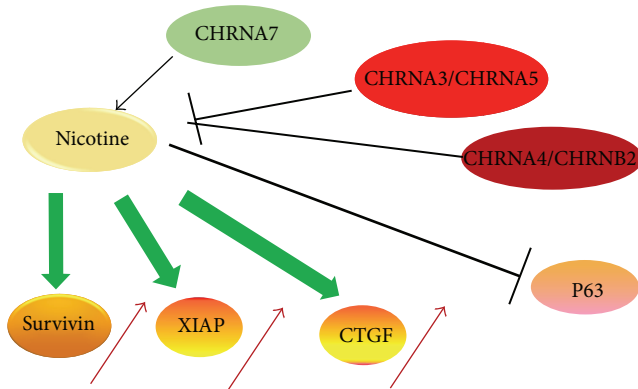 CHRNA7
CHRNA3/CHRNA5
Nicotine
CHRNA4/CHRNB2
P63
Survivin
XIAP
CTGF